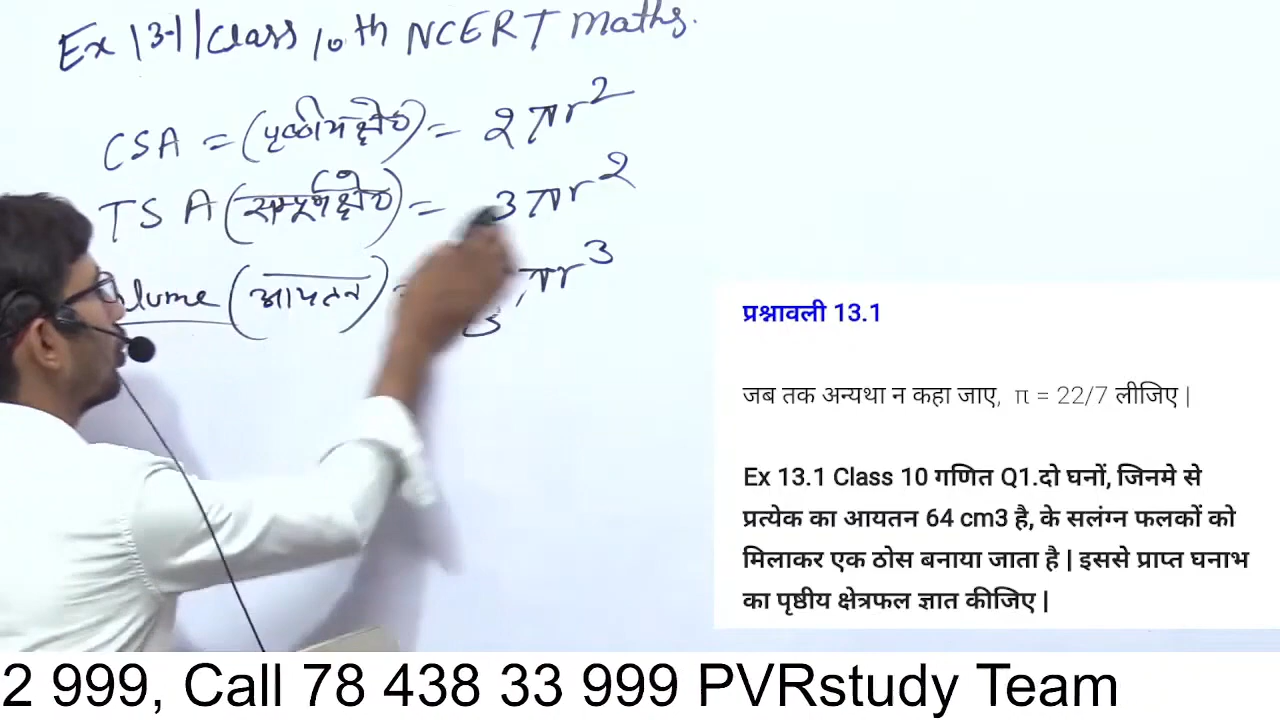 Ex 13.1 | Class 10th NCERT Maths.
CSA = (पृष्ठीय क्षेत्र) = 2πr²
TSA (सम्पूर्ण क्षेत्र) = 3πr²
(आयतन) πr³
3
प्रश्नावली 13.1
जब तक अन्यथा न कहा जाए, π = 22/7 लीजिए |
Ex 13.1 Class 10 गणित Q1.दो घनों, जिनमे से
प्रत्येक का आयतन 64 cm3 है, के सलंग्न फलकों को
मिलाकर एक ठोस बनाया जाता है | इससे प्राप्त घनाभ
का पृष्ठीय क्षेत्रफल ज्ञात कीजिए |
2 999, Call 78 438 33 999 PVRstudy Team